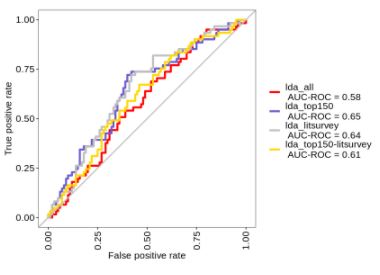 1.00
0.75
0.50
0.25
0.00
True positive rate
0.00
0.25
0.50
0.75
1.00
False positive rate
lda_all
AUC-ROC = 0.58
lda_top150
AUC-ROC = 0.65
lda_litsurvey
AUC-ROC = 0.64
lda_top150-litsurvey
AUC-ROC = 0.61